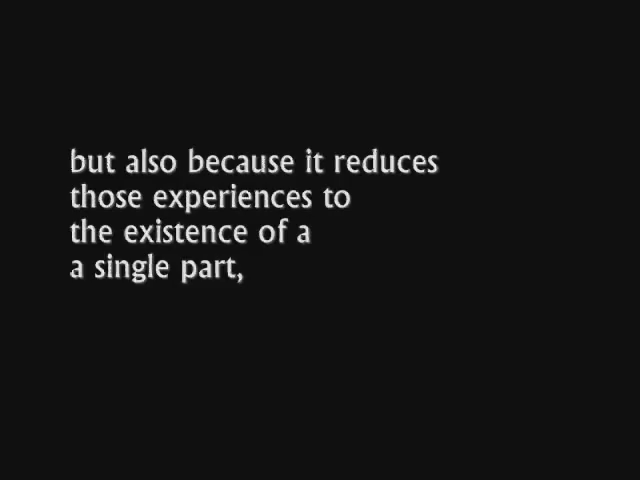 but also because it reduces
those experiences to
the existence of a
a single part,